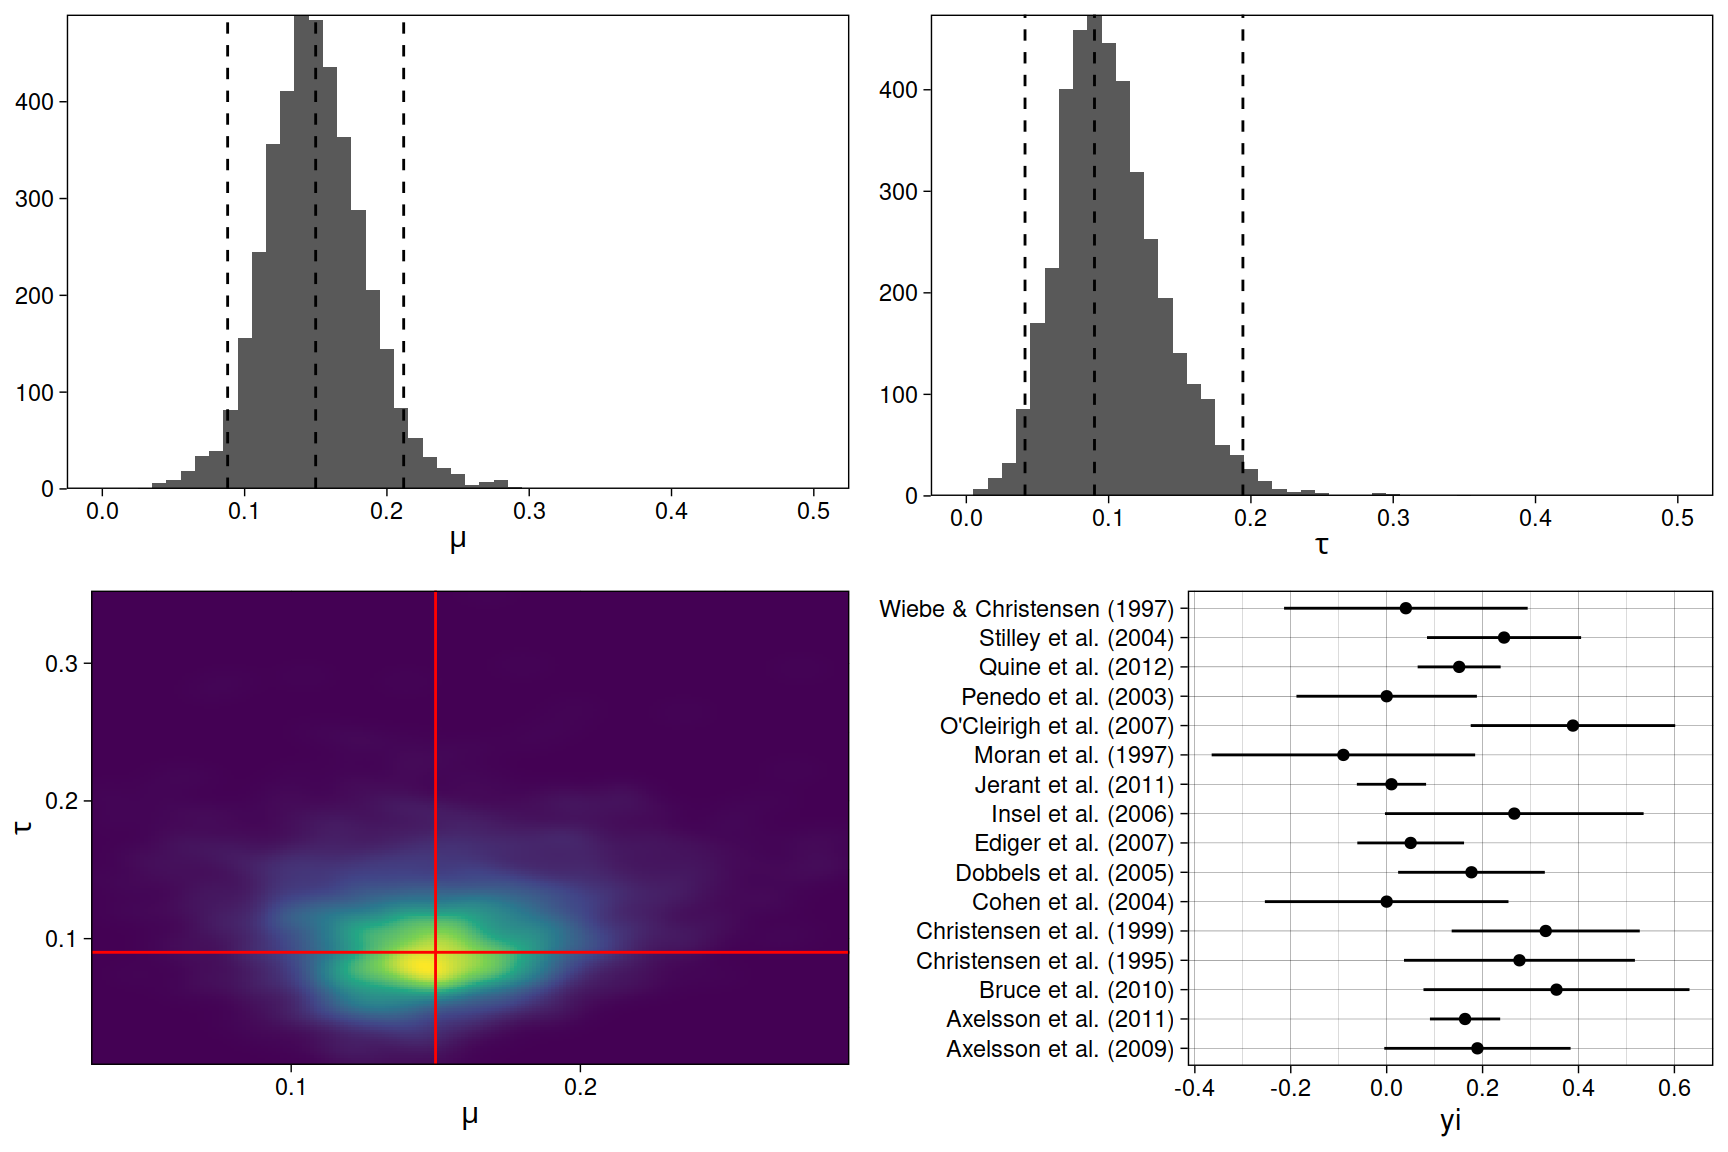 400
300
200
100
0
0.0 0.1 0.2 0.3 0.4 0.5
μ
400
300
200
100
0
0.0 0.1 0.2 0.3 0.4 0.5
τ
0.3
0.2
0.1
τ
0.1 0.2
μ
Wiebe & Christensen (1997)
Stilley et al. (2004)
Quine et al. (2012)
Penedo et al. (2003)
O'Cleirigh et al. (2007)
Moran et al. (1997)
Jerant et al. (2011)
Insel et al. (2006)
Ediger et al. (2007)
Dobbels et al. (2005)
Cohen et al. (2004)
Christensen et al. (1999)
Christensen et al. (1995)
Bruce et al. (2010)
Axelsson et al. (2011)
Axelsson et al. (2009)
-0.4 -0.2 0.0 0.2 0.4 0.6
yi